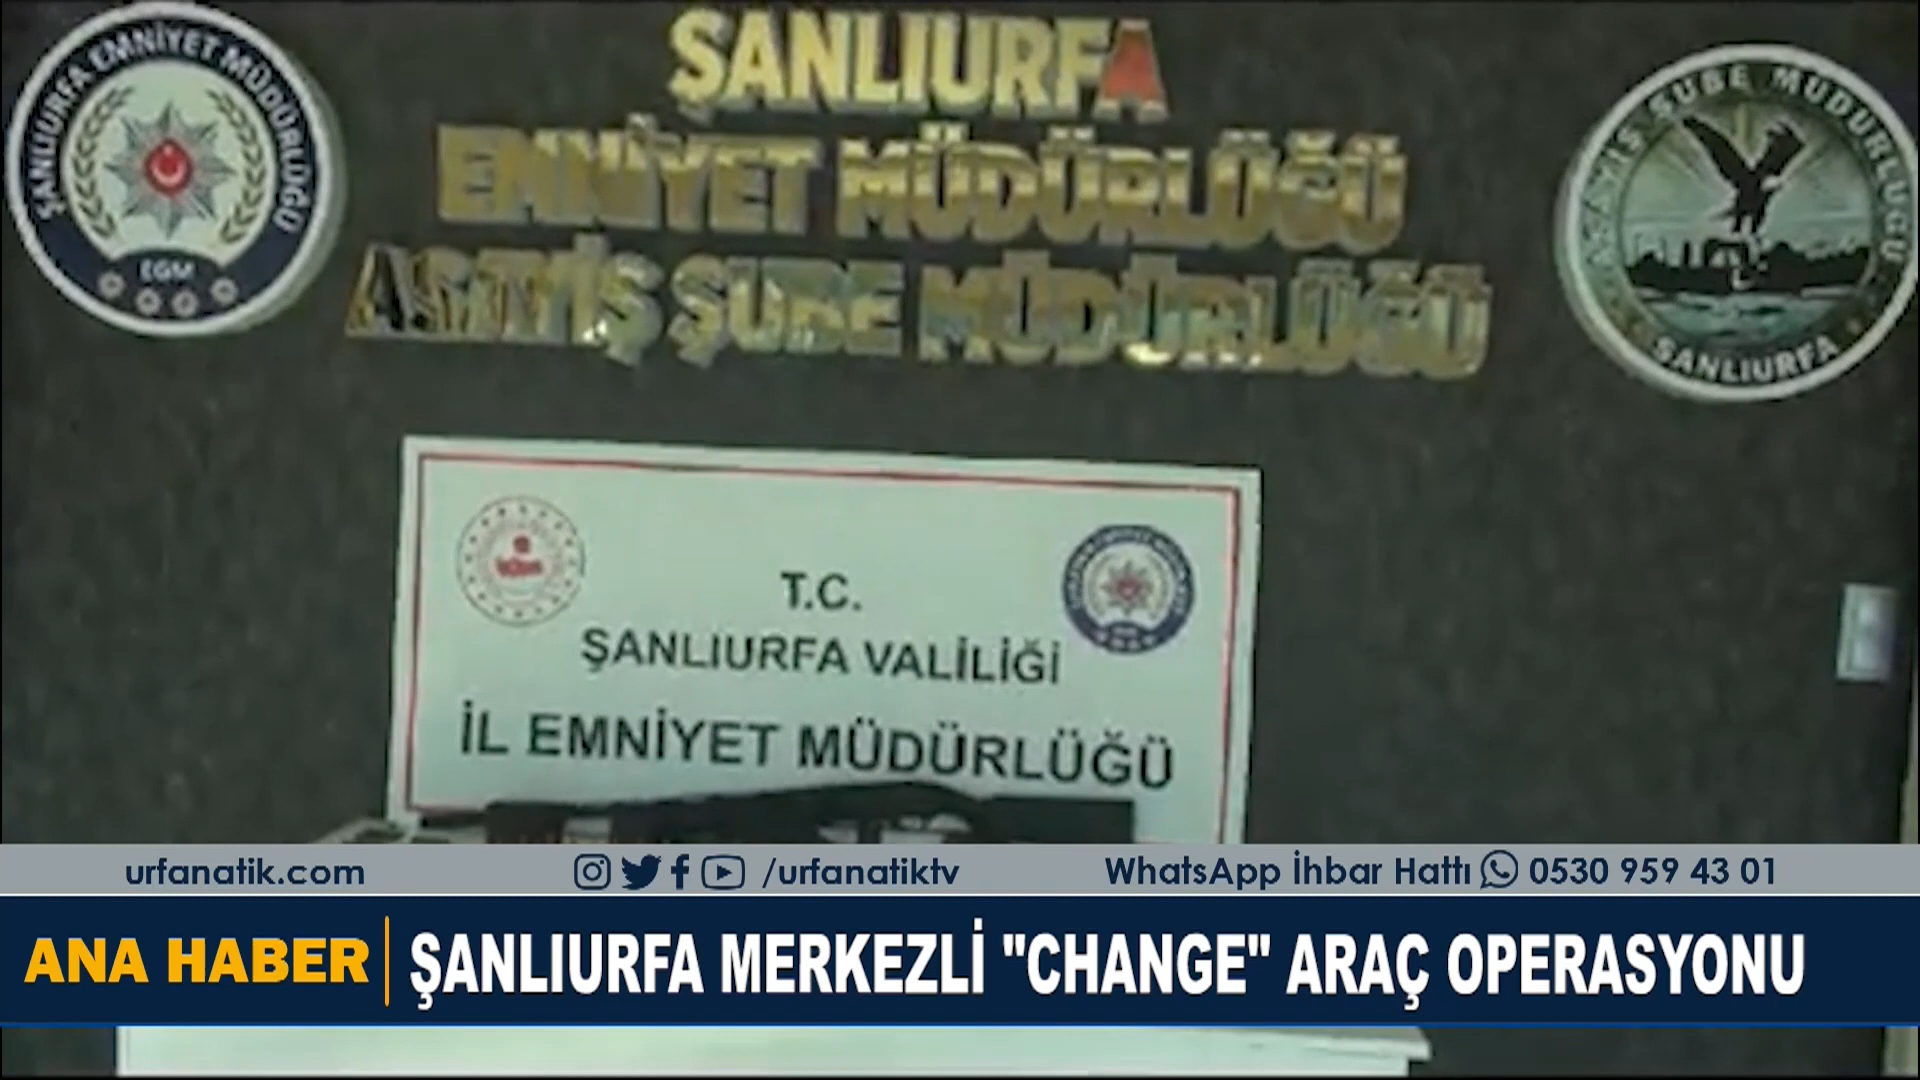 ŞANLIURFA EMNİYET MÜDÜRLÜĞÜ
EGM
ŞANLIURFA
EMNİYET MÜDÜRLÜĞÜ
ASAYİŞ ŞUBE MÜDÜRLÜĞÜ
ASAYİŞ ŞUBE MÜDÜRLÜĞÜ
ŞANLIURFA
T.C.
ŞANLIURFA VALİLİĞİ
İL EMNİYET MÜDÜRLÜĞÜ
urfanatik.com
/urfanatiktv
WhatsApp İhbar Hattı 0530 959 43 01
ANA HABER
ŞANLIURFA MERKEZLİ "CHANGE" ARAÇ OPERASYONU